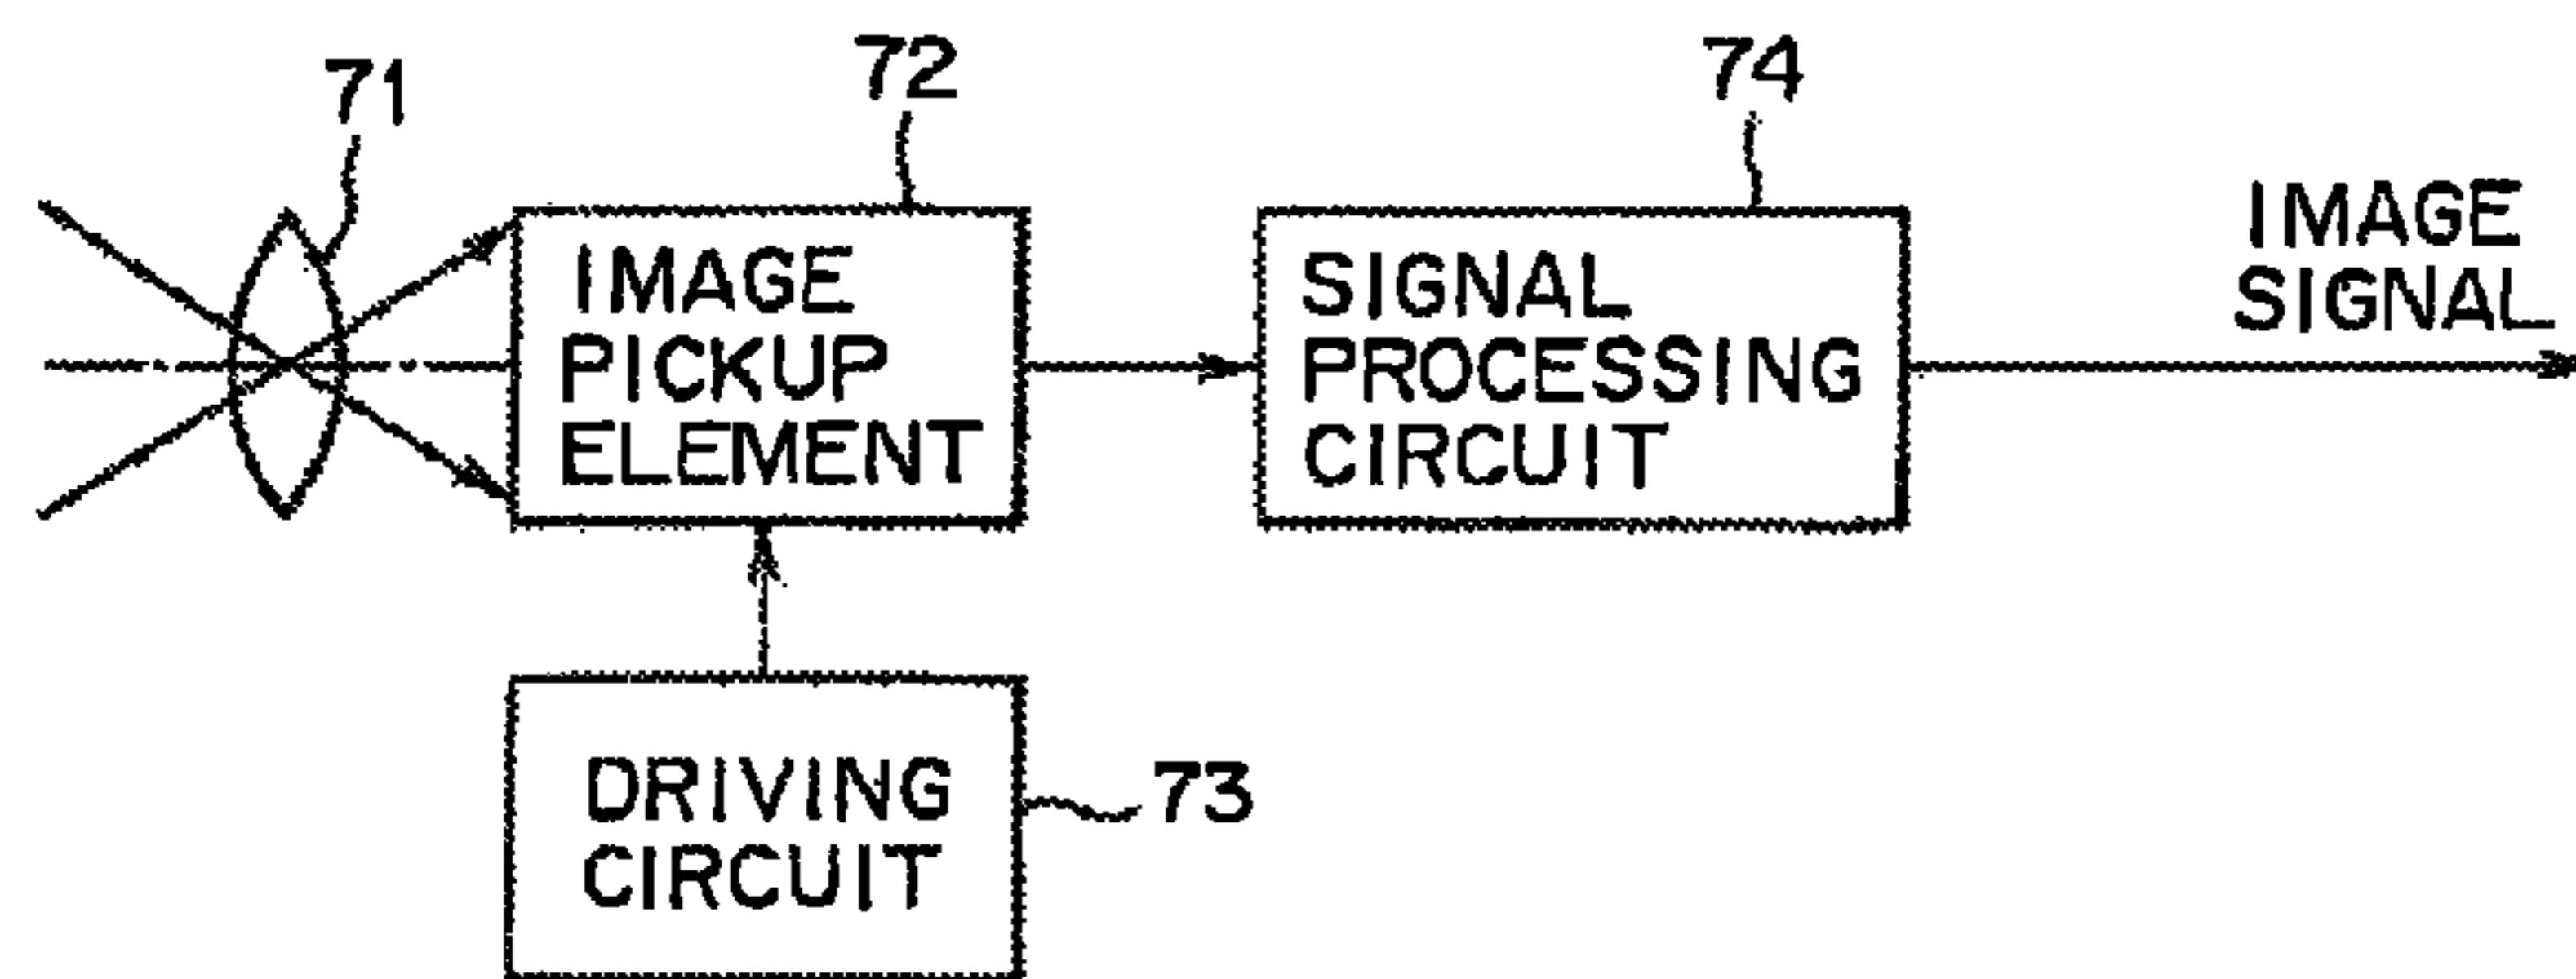 71
72
74
IMAGE
PICKUP
ELEMENT
SIGNAL
PROCESSING
CIRCUIT
IMAGE
SIGNAL
DRIVING
CIRCUIT
73